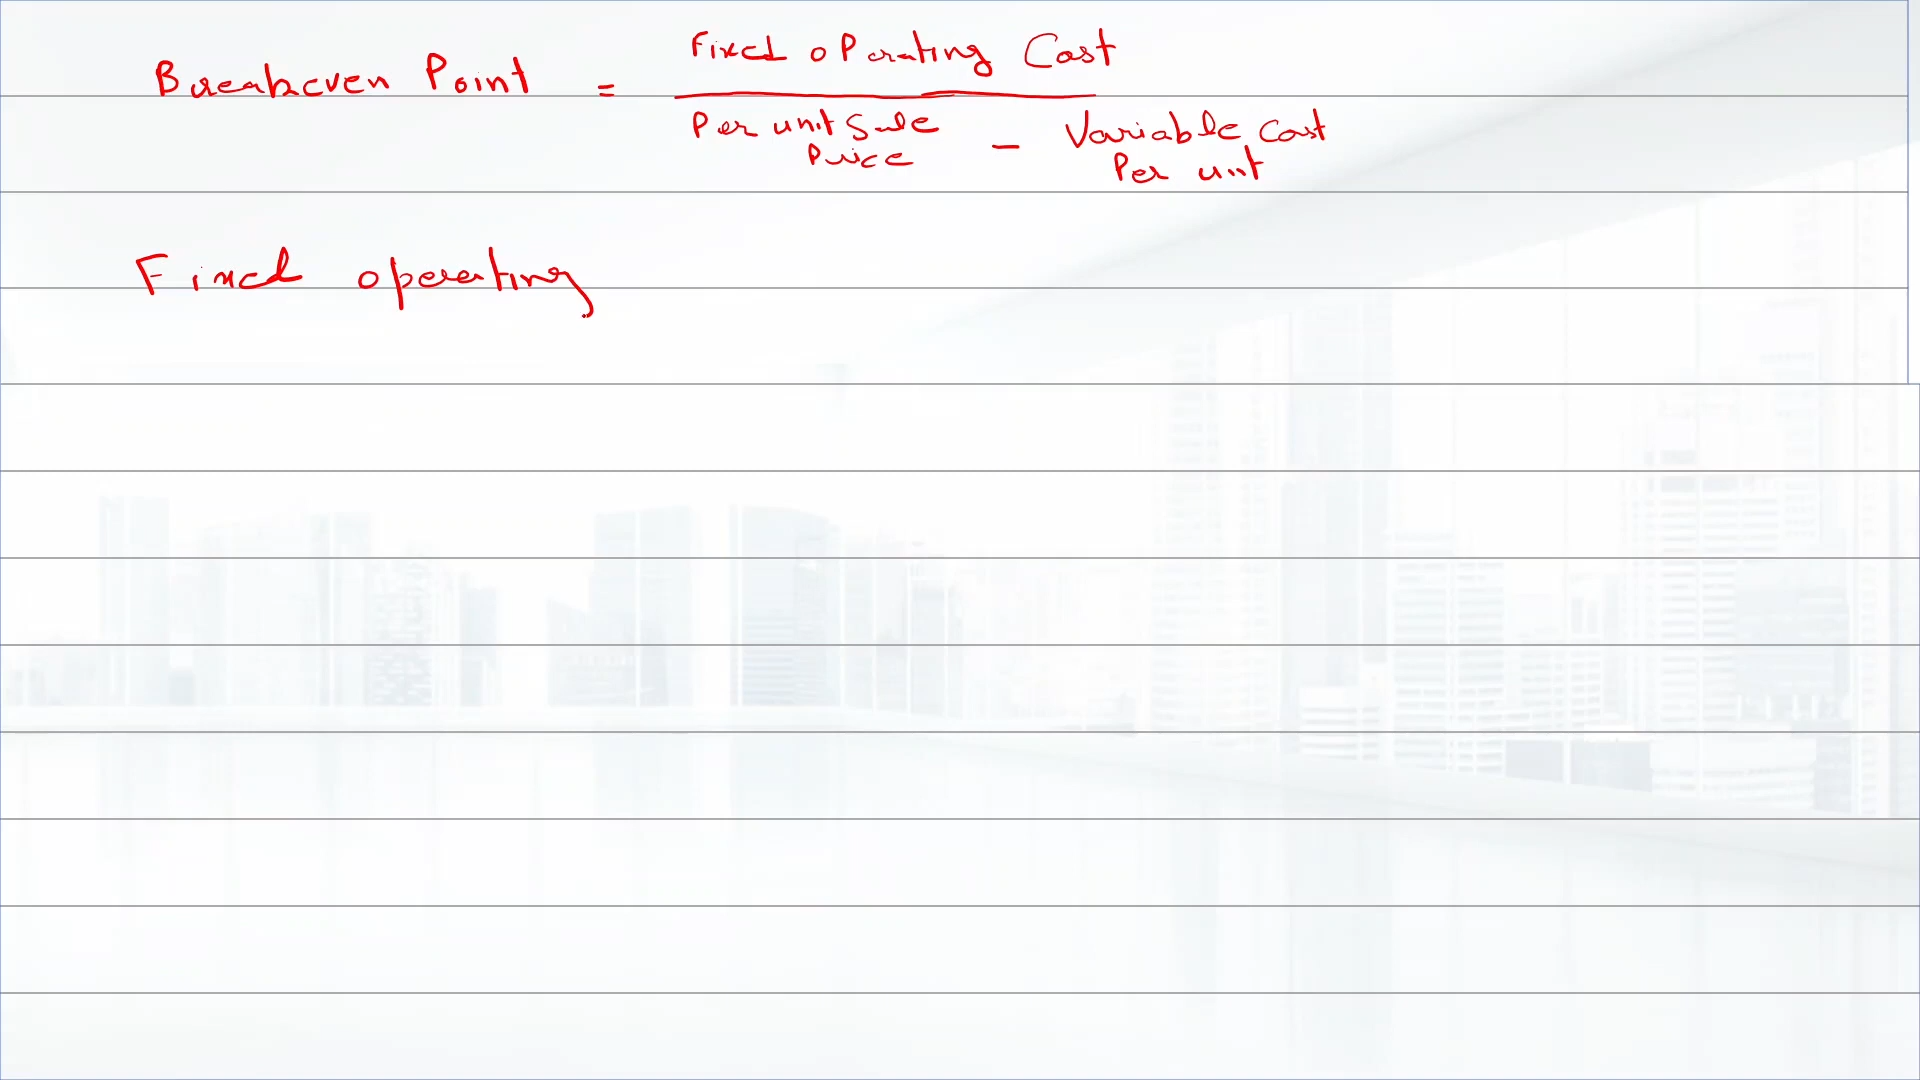 Breakeven Point = Fixed operating Cost
Per unit Sale Price - Variable Cost Per unit
Fixed operating